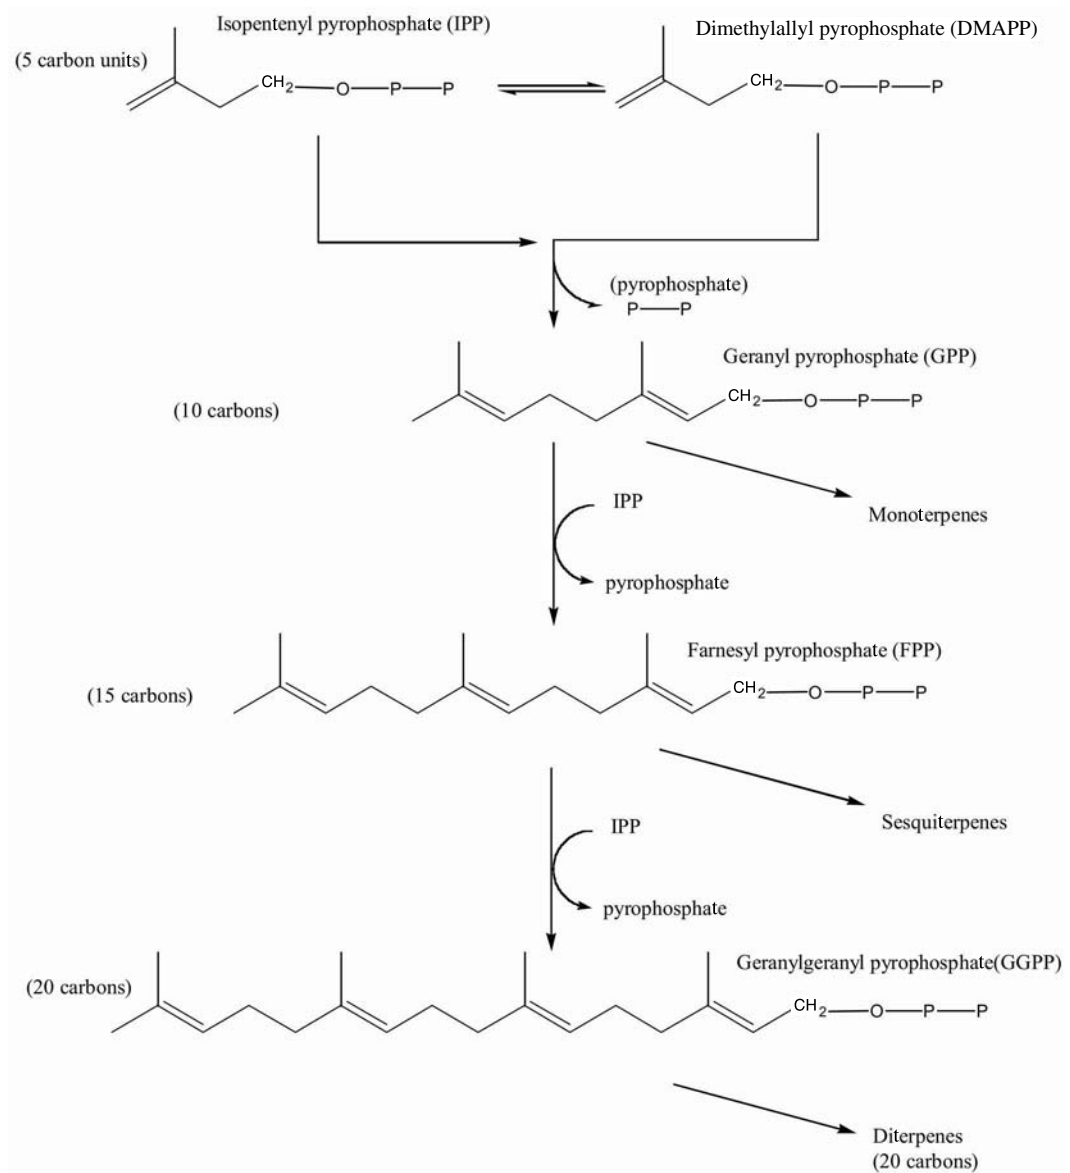 Isopentenyl pyrophosphate (IPP)
Dimethylallyl pyrophosphate (DMAPP)
(5 carbon units)
CH2 O P P
CH2 O P P
(pyrophosphate)
P P
Geranyl pyrophosphate (GPP)
(10 carbons)
CH2 O P P
IPP
Monoterpenes
pyrophosphate
Farnesyl pyrophosphate (FPP)
(15 carbons)
CH2 O P P
IPP
Sesquiterpenes
pyrophosphate
Geranylgeranyl pyrophosphate(GGPP)
(20 carbons)
CH2 O P P
Diterpenes
(20 carbons)